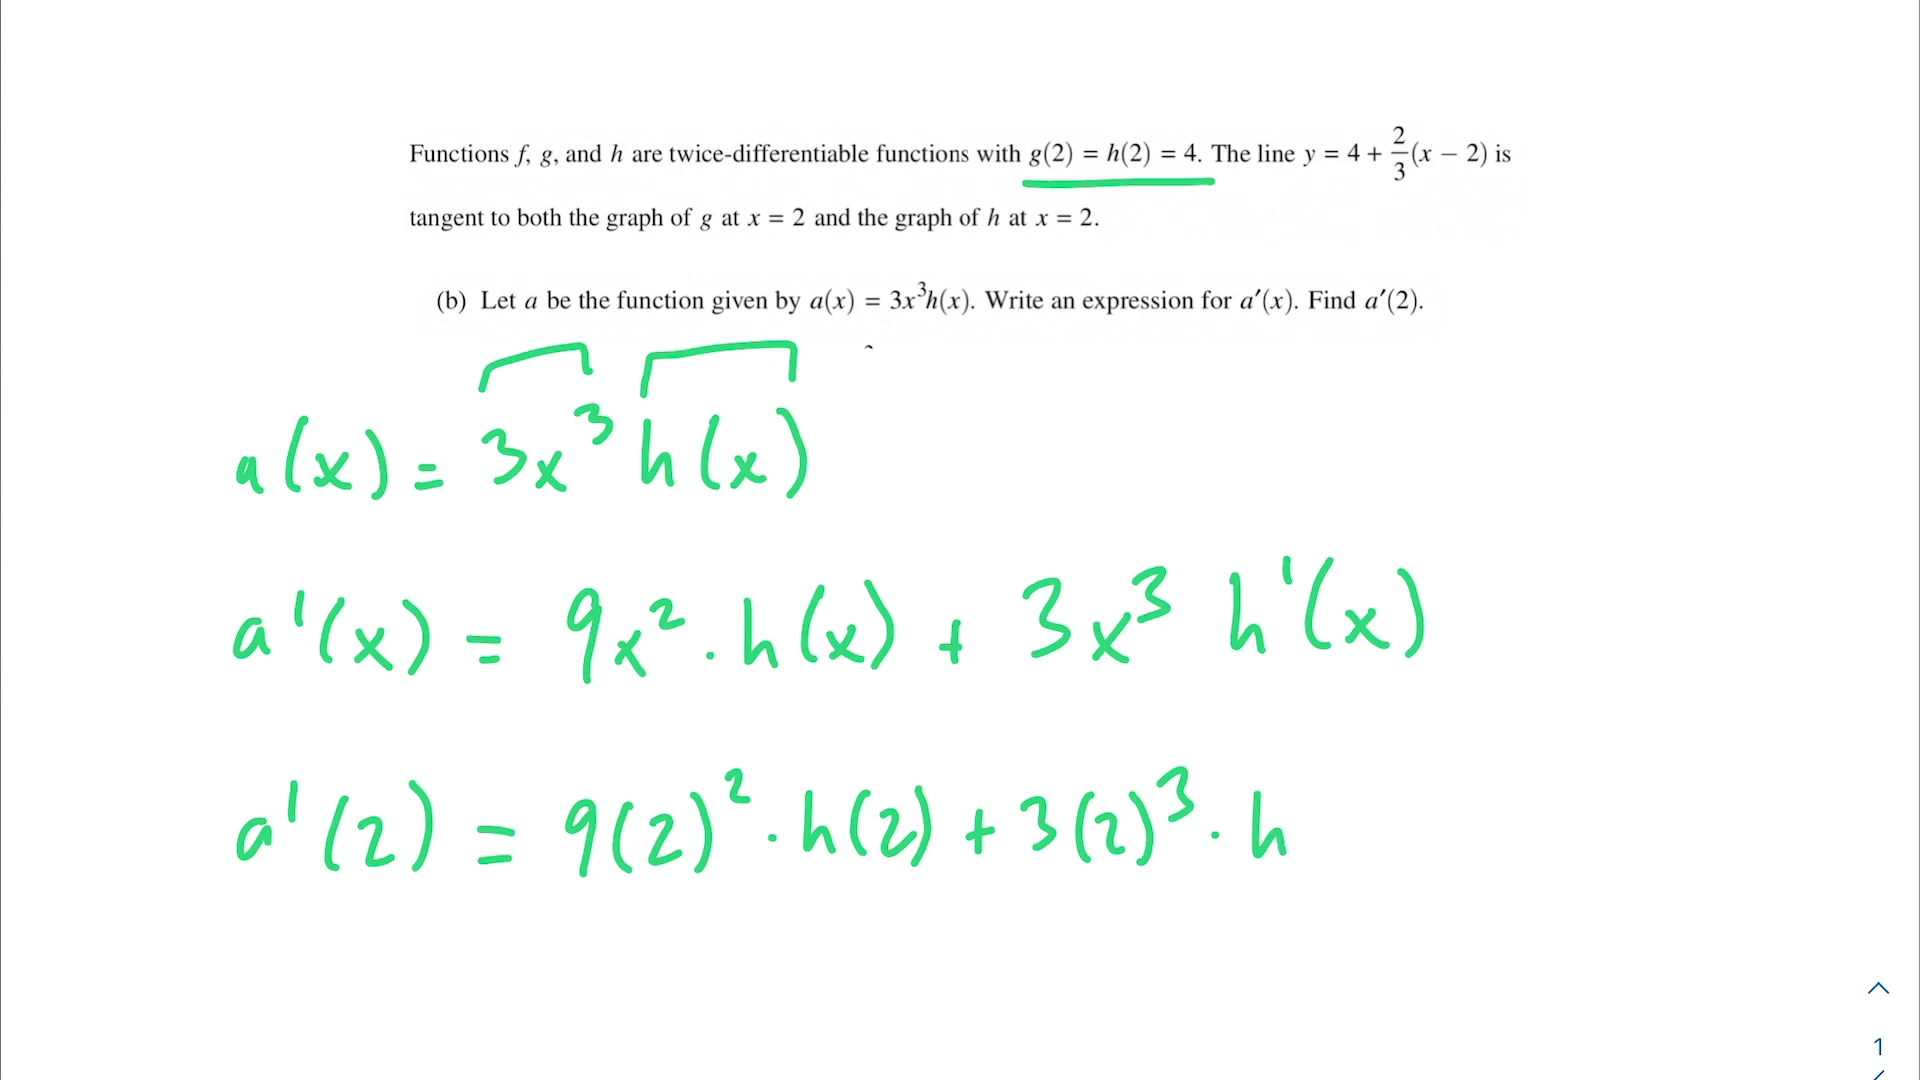 Functions f, g, and h are twice-differentiable functions with g(2) = h(2) = 4. The line y = 4 + 2/3(x − 2) is
tangent to both the graph of g at x = 2 and the graph of h at x = 2.
(b) Let a be the function given by a(x) = 3x³h(x). Write an expression for a′(x). Find a′(2).
a(x) = 3x³ h(x)
a'(x) = 9x² · h(x) + 3x³ h'(x)
a'(2) = 9(2)² · h(2) + 3(2)³ · h
1